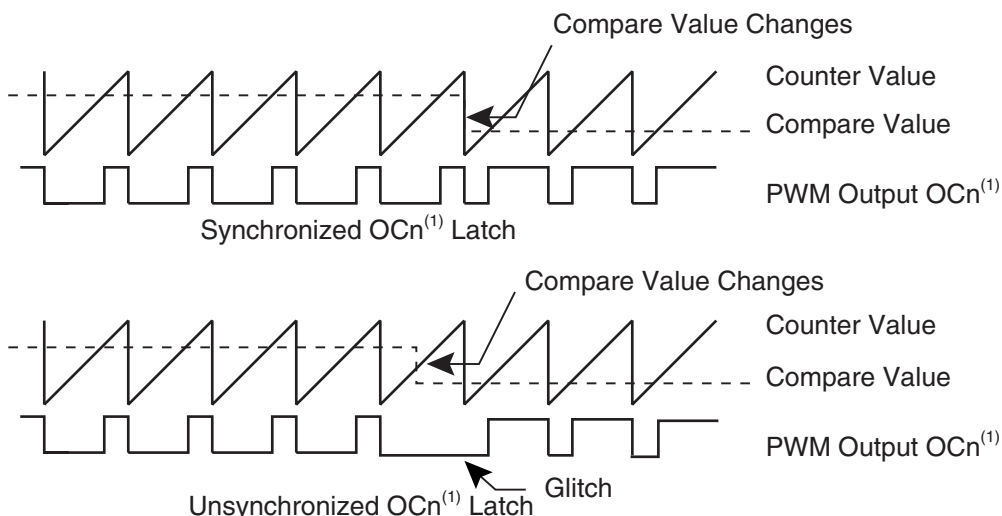 Compare Value Changes
Counter Value
Compare Value
PWM Output OCn(1)
Synchronized OCn(1) Latch
Compare Value Changes
Counter Value
Compare Value
PWM Output OCn(1)
Glitch
Unsynchronized OCn(1) Latch